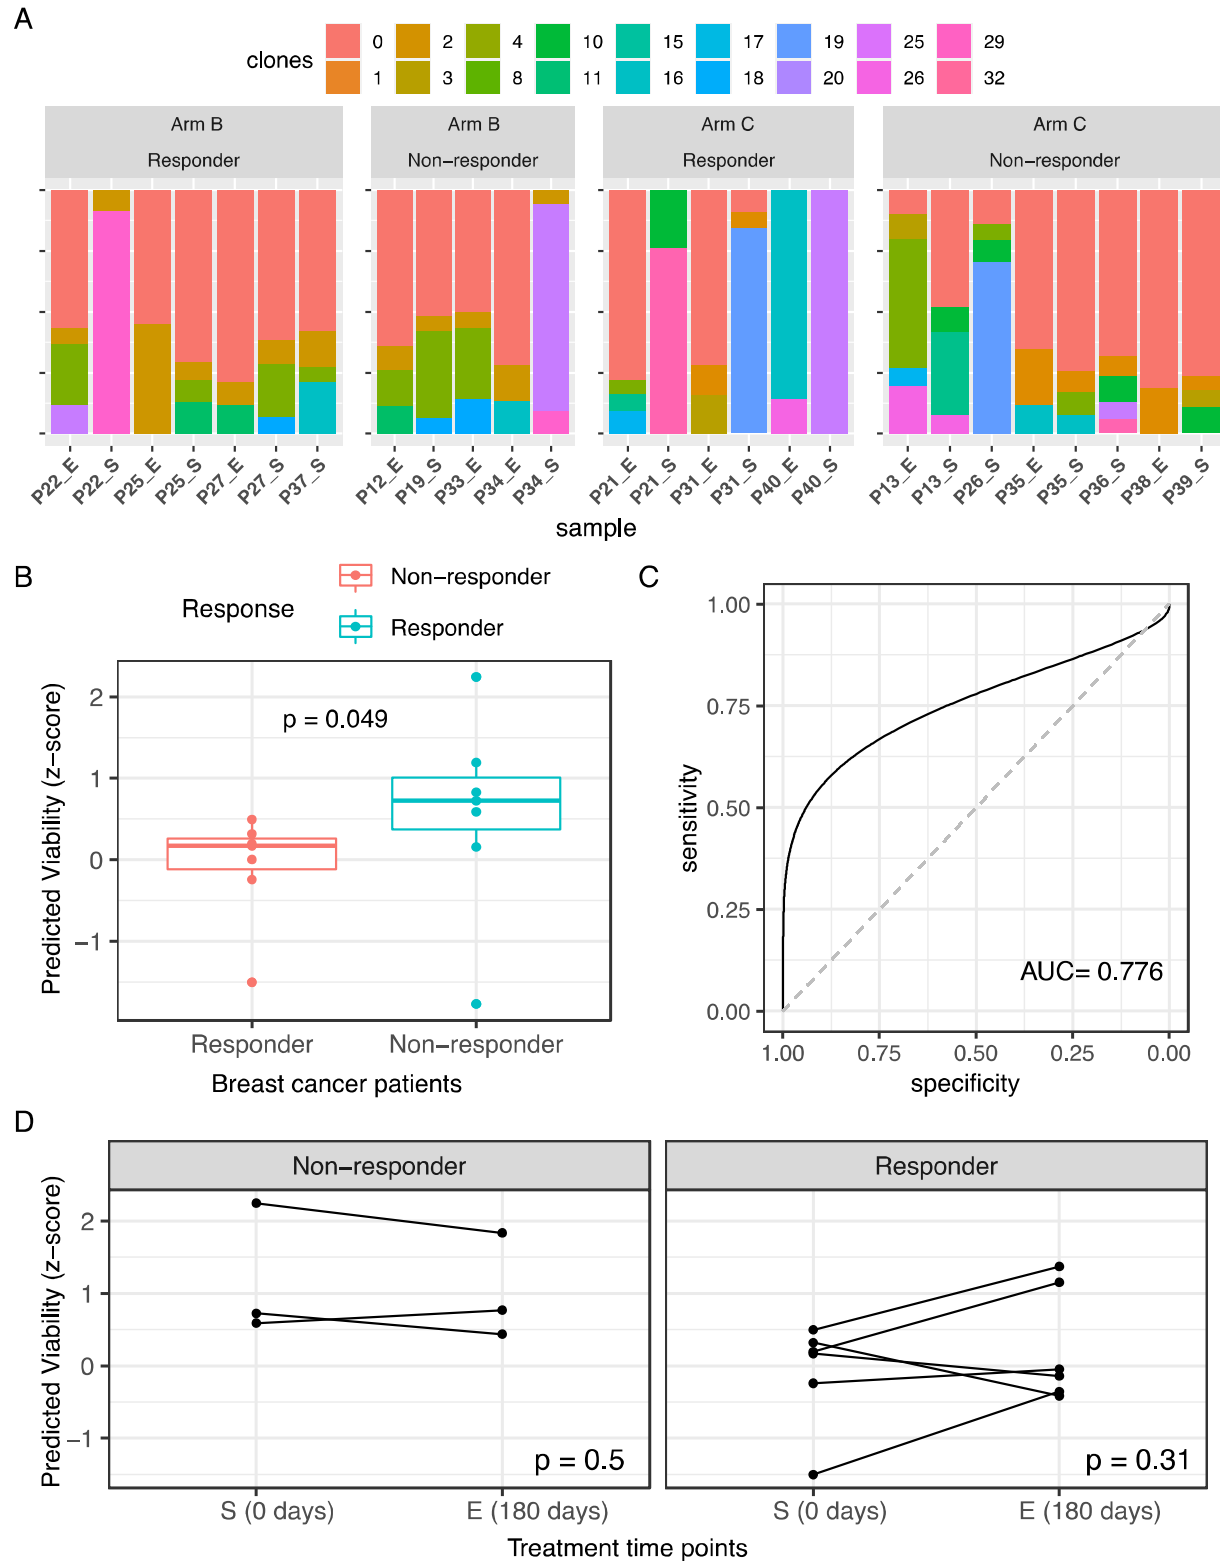 A
clones
0 2 4 10 15 17 19 25 29
1 3 8 11 16 18 20 26 32
Arm B Arm B Arm C Arm C
Responder Non-responder Responder Non-responder
P22_E P22_S P25_E P25_S P27_E P27_S P37_S P12_E P19_S P33_E P34_E P34_S P21_E P21_S P31_E P31_S P40_E P40_S P13_E P13_S P26_S P35_E P35_S P36_S P38_E P39_S
sample
B
Response
Non-responder
Responder
Predicted Viability (z-score)
2
1
0
-1
p = 0.049
Responder Non-responder
Breast cancer patients
C
sensitivity
1.00
0.75
0.50
0.25
0.00
AUC= 0.776
1.00 0.75 0.50 0.25 0.00
specificity
D
Non-responder Responder
Predicted Viability (z-score)
2
1
0
-1
p = 0.5 p = 0.31
S (0 days) E (180 days) S (0 days) E (180 days)
Treatment time points